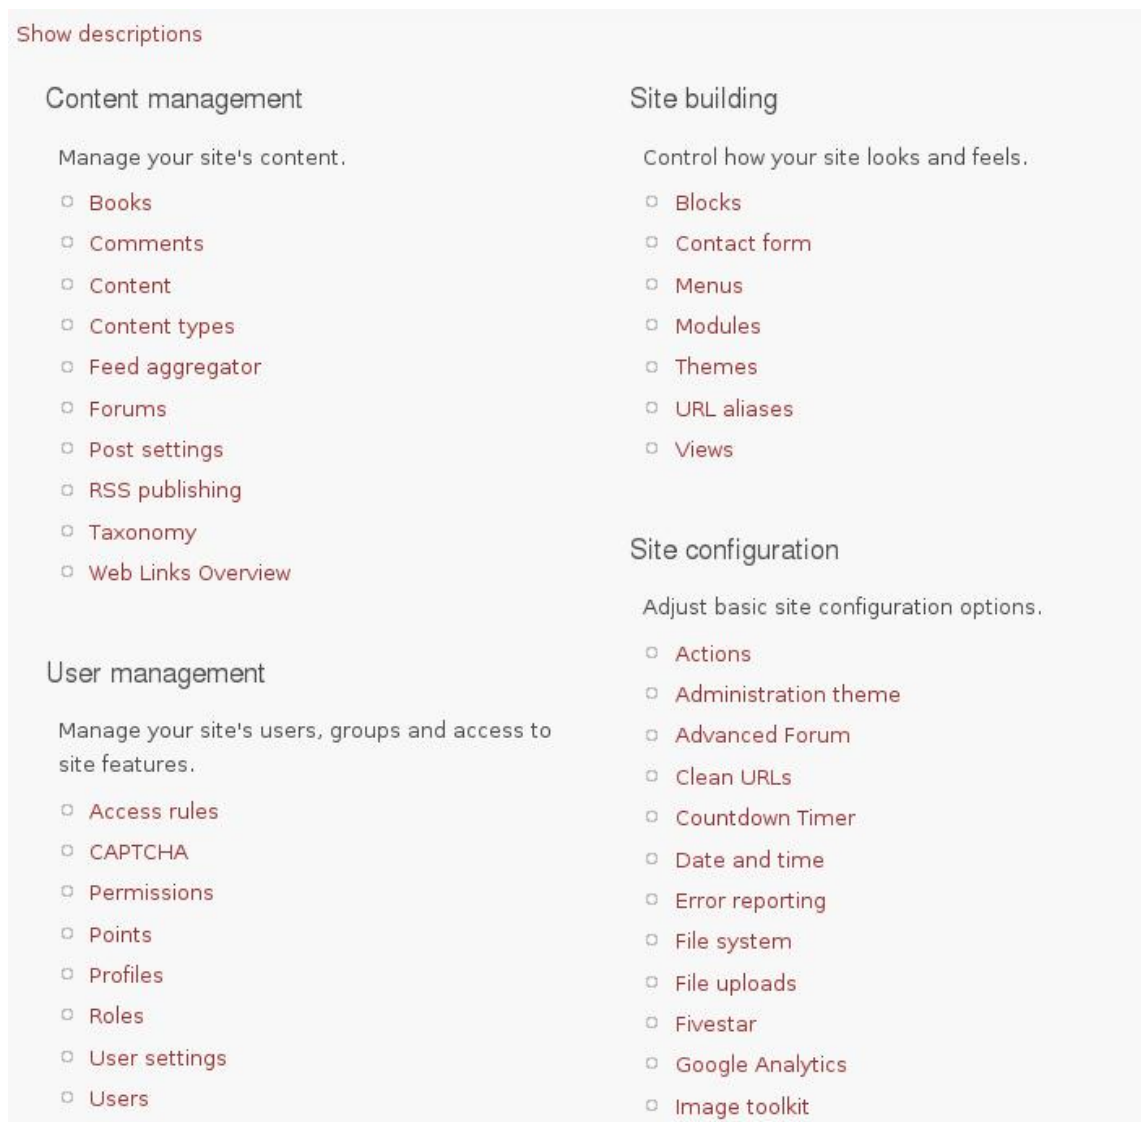 Show descriptions
Content management
Manage your site's content.
Books
Comments
Content
Content types
Feed aggregator
Forums
Post settings
RSS publishing
Taxonomy
Web Links Overview
User management
Manage your site's users, groups and access to
site features.
Access rules
CAPTCHA
Permissions
Points
Profiles
Roles
User settings
Users
Site building
Control how your site looks and feels.
Blocks
Contact form
Menus
Modules
Themes
URL aliases
Views
Site configuration
Adjust basic site configuration options.
Actions
Administration theme
Advanced Forum
Clean URLs
Countdown Timer
Date and time
Error reporting
File system
File uploads
Fivestar
Google Analytics
Image toolkit